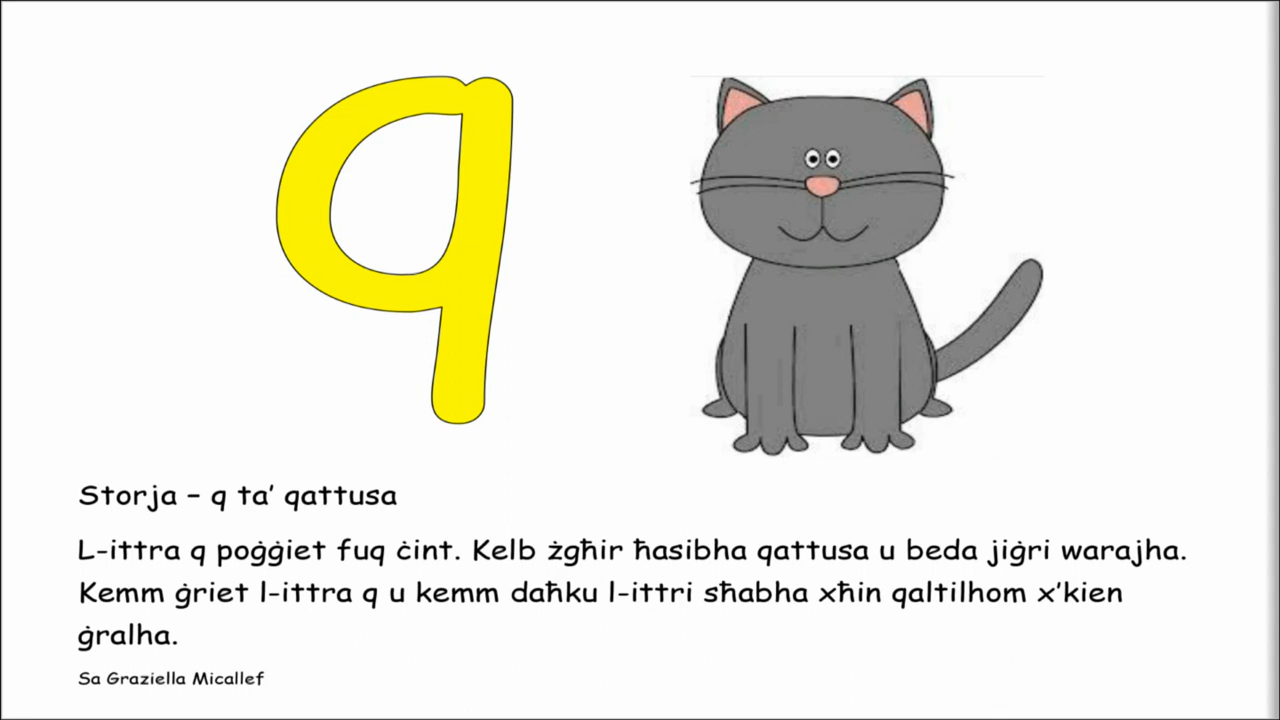 q
Storja – q ta’ qattusa
L-ittra q poġġiet fuq ċint. Kelb żgħir ħasibha qattusa u beda jiġri warajha.
Kemm ġriet l-ittra q u kemm daħku l-ittri sħabha xħin qaltilhom x’kien
ġralha.
Sa Graziella Micallef